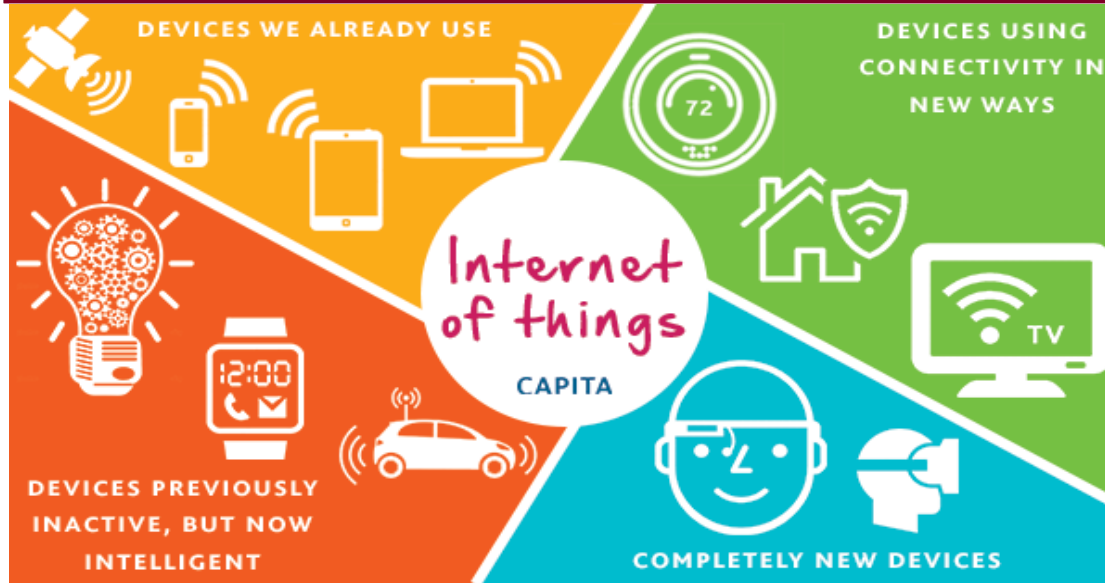 DEVICES WE ALREADY USE
DEVICES USING
CONNECTIVITY IN
NEW WAYS
72
TV
Internet
of things
CAPITA
12:00
DEVICES PREVIOUSLY
INACTIVE, BUT NOW
INTELLIGENT
COMPLETELY NEW DEVICES